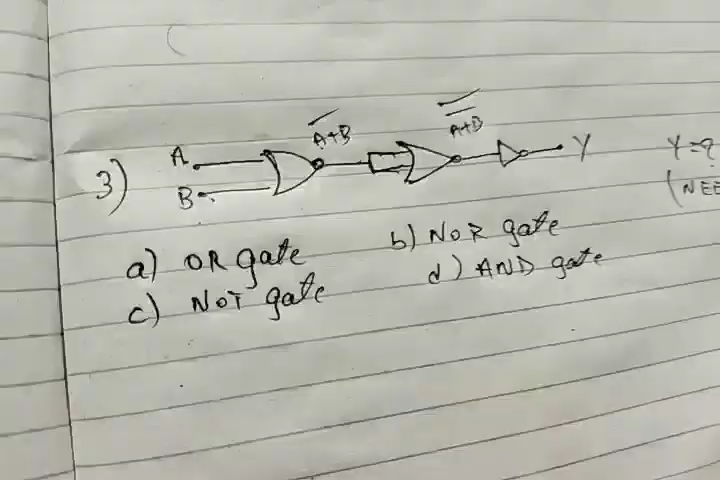 A+B A+B
3) A B Y Y=?
(NEE
a) OR gate b) NOR gate
c) NOT gate d) AND gate